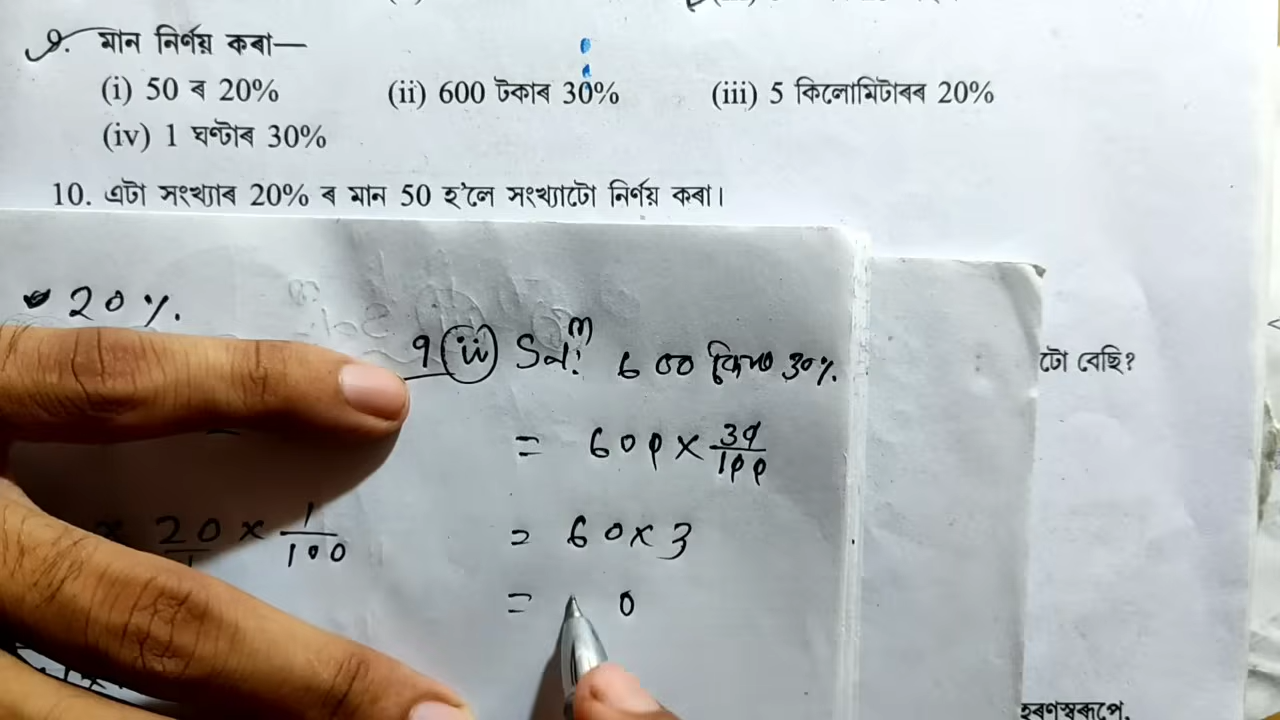 9. মান নিৰ্ণয় কৰা—
(i) 50 ৰ 20% (ii) 600 টকাৰ 30% (iii) 5 কিলোমিটাৰৰ 20%
(iv) 1 ঘণ্টাৰ 30%
10. এটা সংখ্যাৰ 20% ৰ মান 50 হ'লে সংখ্যাটো নিৰ্ণয় কৰা।
20%.
9 (ii) Solⁿ: 600 30%.
= 600 × 30/100
= 60 × 3
= 0
× 20 × 1/100
টো বেছি?
হৰণস্বৰূপে,